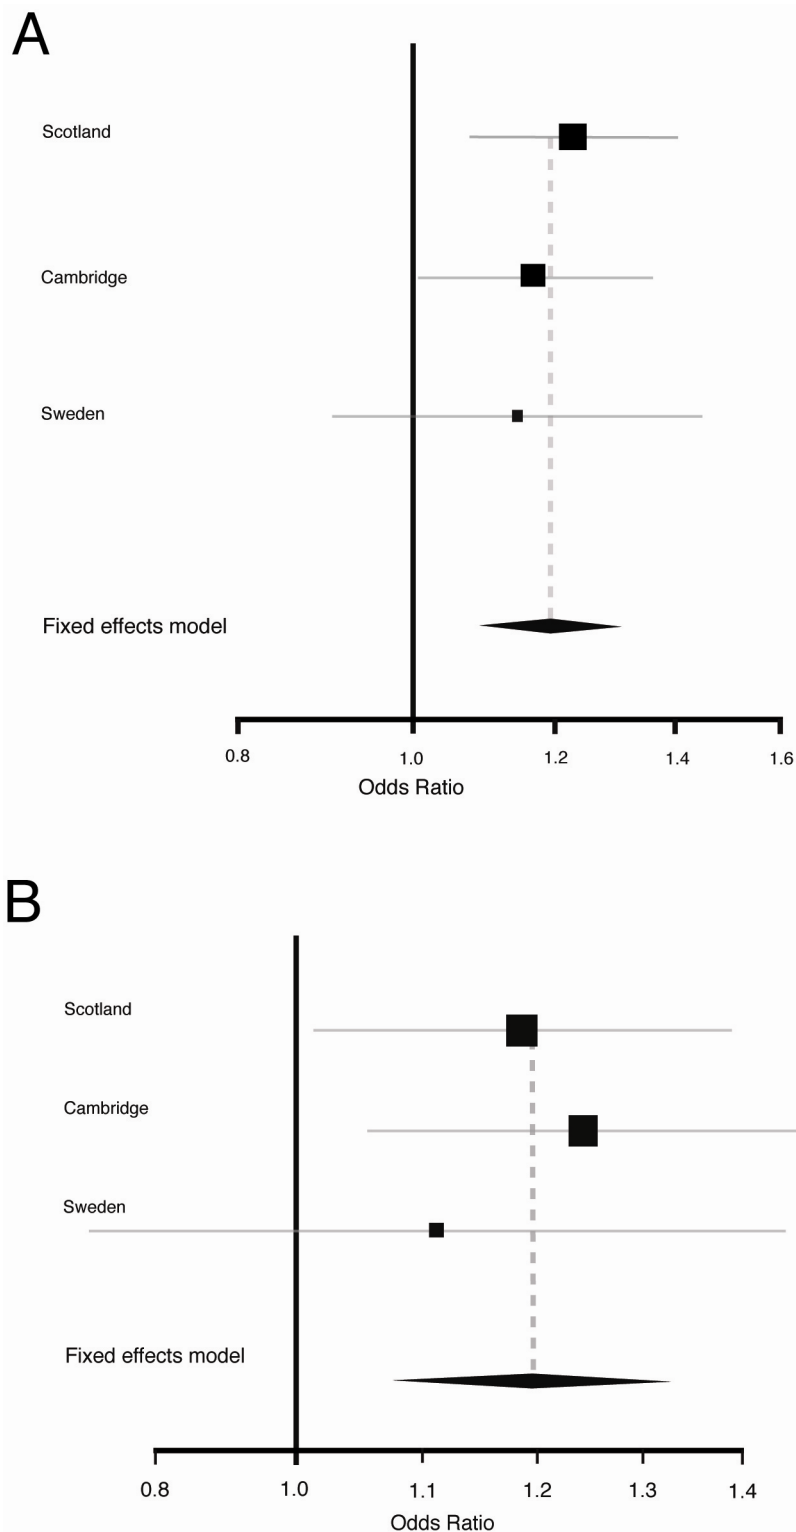 A
Scotland
Cambridge
Sweden
Fixed effects model
0.8 1.0 1.2 1.4 1.6
Odds Ratio
B
Scotland
Cambridge
Sweden
Fixed effects model
0.8 1.0 1.1 1.2 1.3 1.4
Odds Ratio